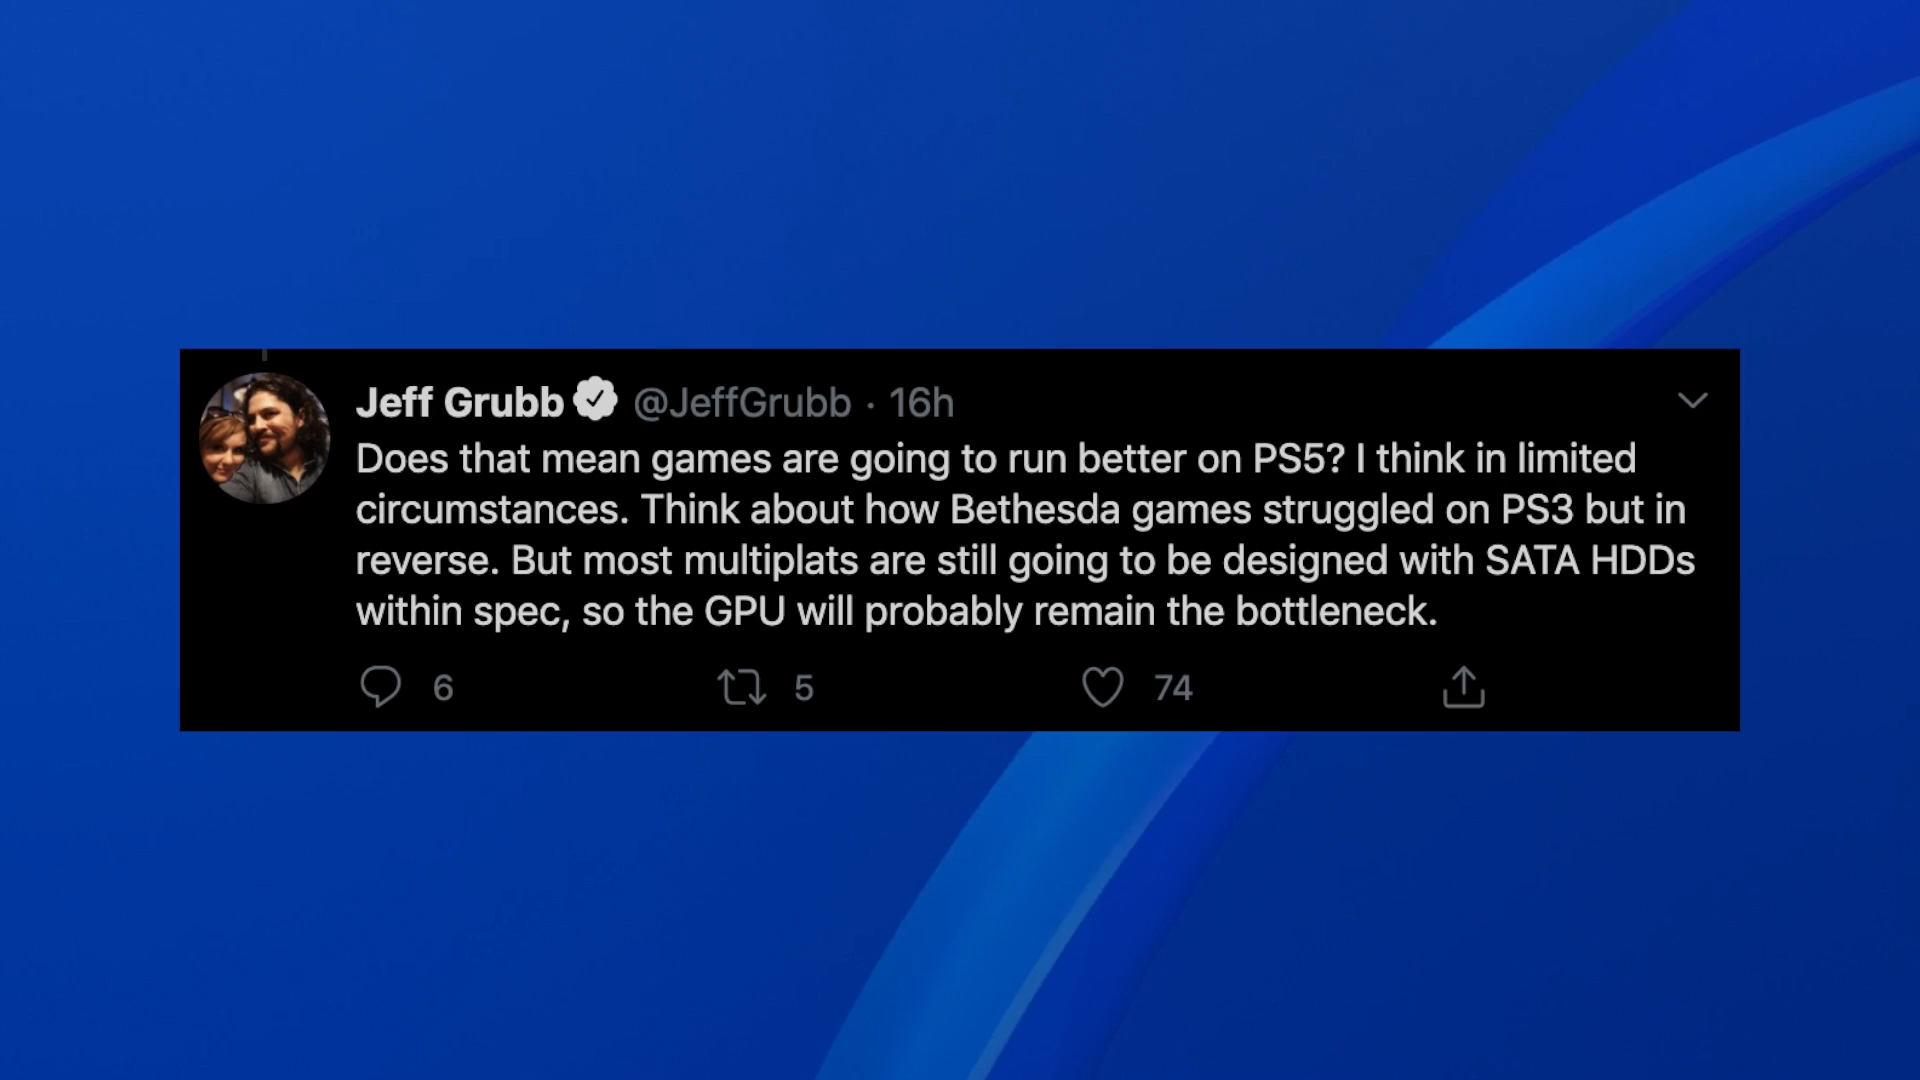 Jeff Grubb @JeffGrubb · 16h
Does that mean games are going to run better on PS5? I think in limited
circumstances. Think about how Bethesda games struggled on PS3 but in
reverse. But most multiplats are still going to be designed with SATA HDDs
within spec, so the GPU will probably remain the bottleneck.
6 5 74